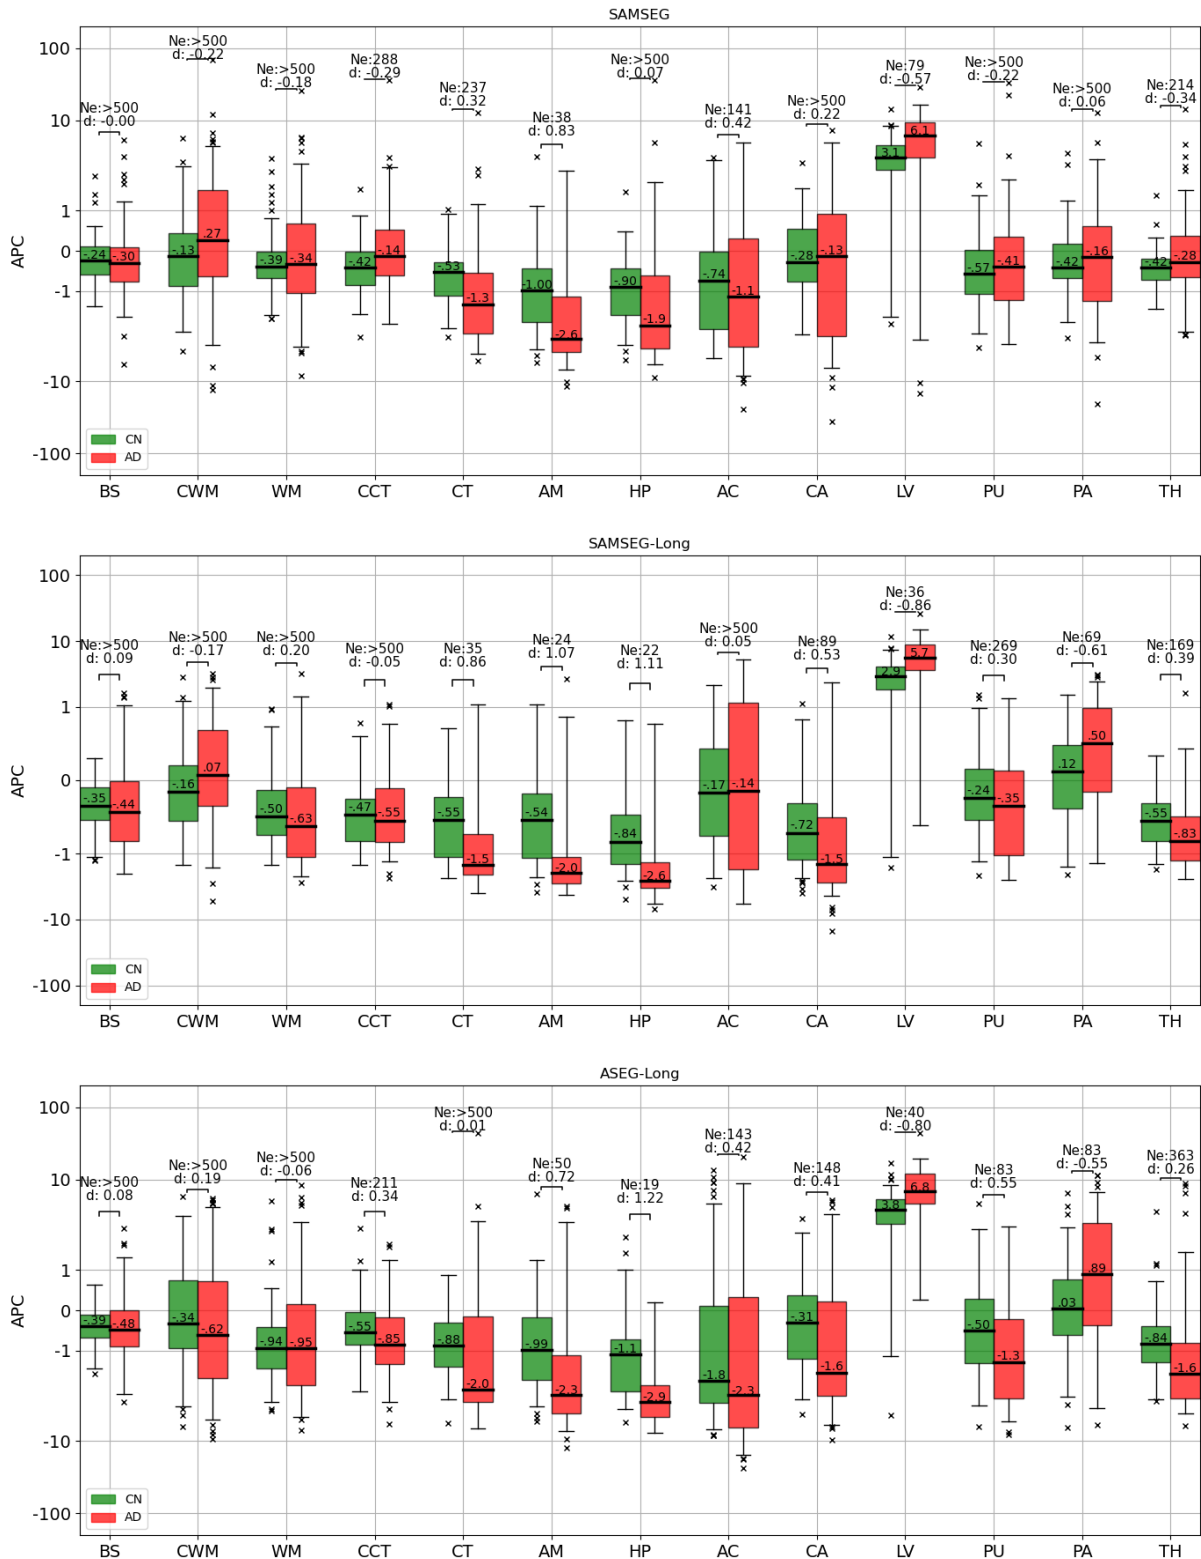 SAMSEG
APC
100
10
1
0
-1
-10
-100
Ne:>500
d: -0.00
Ne:>500
d: -0.22
Ne:>500
d: -0.18
Ne:288
d: -0.29
Ne:237
d: 0.32
Ne:38
d: 0.83
Ne:>500
d: 0.07
Ne:141
d: 0.42
Ne:>500
d: 0.22
Ne:79
d: -0.57
Ne:>500
d: -0.22
Ne:>500
d: 0.06
Ne:214
d: -0.34
-.24 -.30 -.13 .27 -.39 -.34 -.42 -.14 -.53 -1.3 -1.00 -2.6 -.90 -1.9 -.74 -1.1 -.28 -.13 3.1 6.1 -.57 -.41 -.42 -.16 -.42 -.28
CN
AD
BS CWM WM CCT CT AM HP AC CA LV PU PA TH
SAMSEG-Long
APC
100
10
1
0
-1
-10
-100
Ne:>500
d: 0.09
Ne:>500
d: -0.17
Ne:>500
d: 0.20
Ne:>500
d: -0.05
Ne:35
d: 0.86
Ne:24
d: 1.07
Ne:22
d: 1.11
Ne:>500
d: 0.05
Ne:89
d: 0.53
Ne:36
d: -0.86
Ne:269
d: 0.30
Ne:69
d: -0.61
Ne:169
d: 0.39
-.35 -.44 -.16 .07 -.50 -.63 -.47 -.55 -.55 -1.5 -.54 -2.0 -.84 -2.6 -.17 -.14 -.72 -1.5 2.9 5.7 -.24 -.35 .12 .50 -.55 -.83
CN
AD
BS CWM WM CCT CT AM HP AC CA LV PU PA TH
ASEG-Long
APC
100
10
1
0
-1
-10
-100
Ne:>500
d: 0.08
Ne:>500
d: 0.19
Ne:>500
d: -0.06
Ne:211
d: 0.34
Ne:>500
d: 0.01
Ne:50
d: 0.72
Ne:19
d: 1.22
Ne:143
d: 0.42
Ne:148
d: 0.41
Ne:40
d: -0.80
Ne:83
d: 0.55
Ne:83
d: -0.55
Ne:363
d: 0.26
-.39 -.48 -.34 -.62 -.94 -.95 -.55 -.85 -.88 -2.0 -.99 -2.3 -1.1 -2.9 -1.8 -2.3 -.31 -1.6 3.8 6.8 -.50 -1.3 .03 .89 -.84 -1.6
CN
AD
BS CWM WM CCT CT AM HP AC CA LV PU PA TH